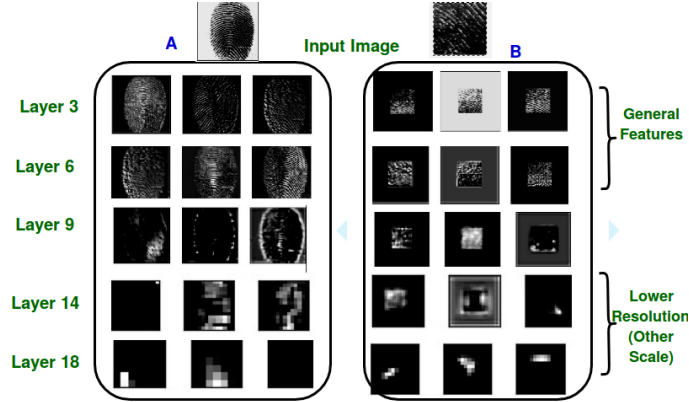 A
Input Image
B
Layer 3
General
Features
Layer 6
Layer 9
Layer 14
Lower
Resolution
(Other
Scale)
Layer 18